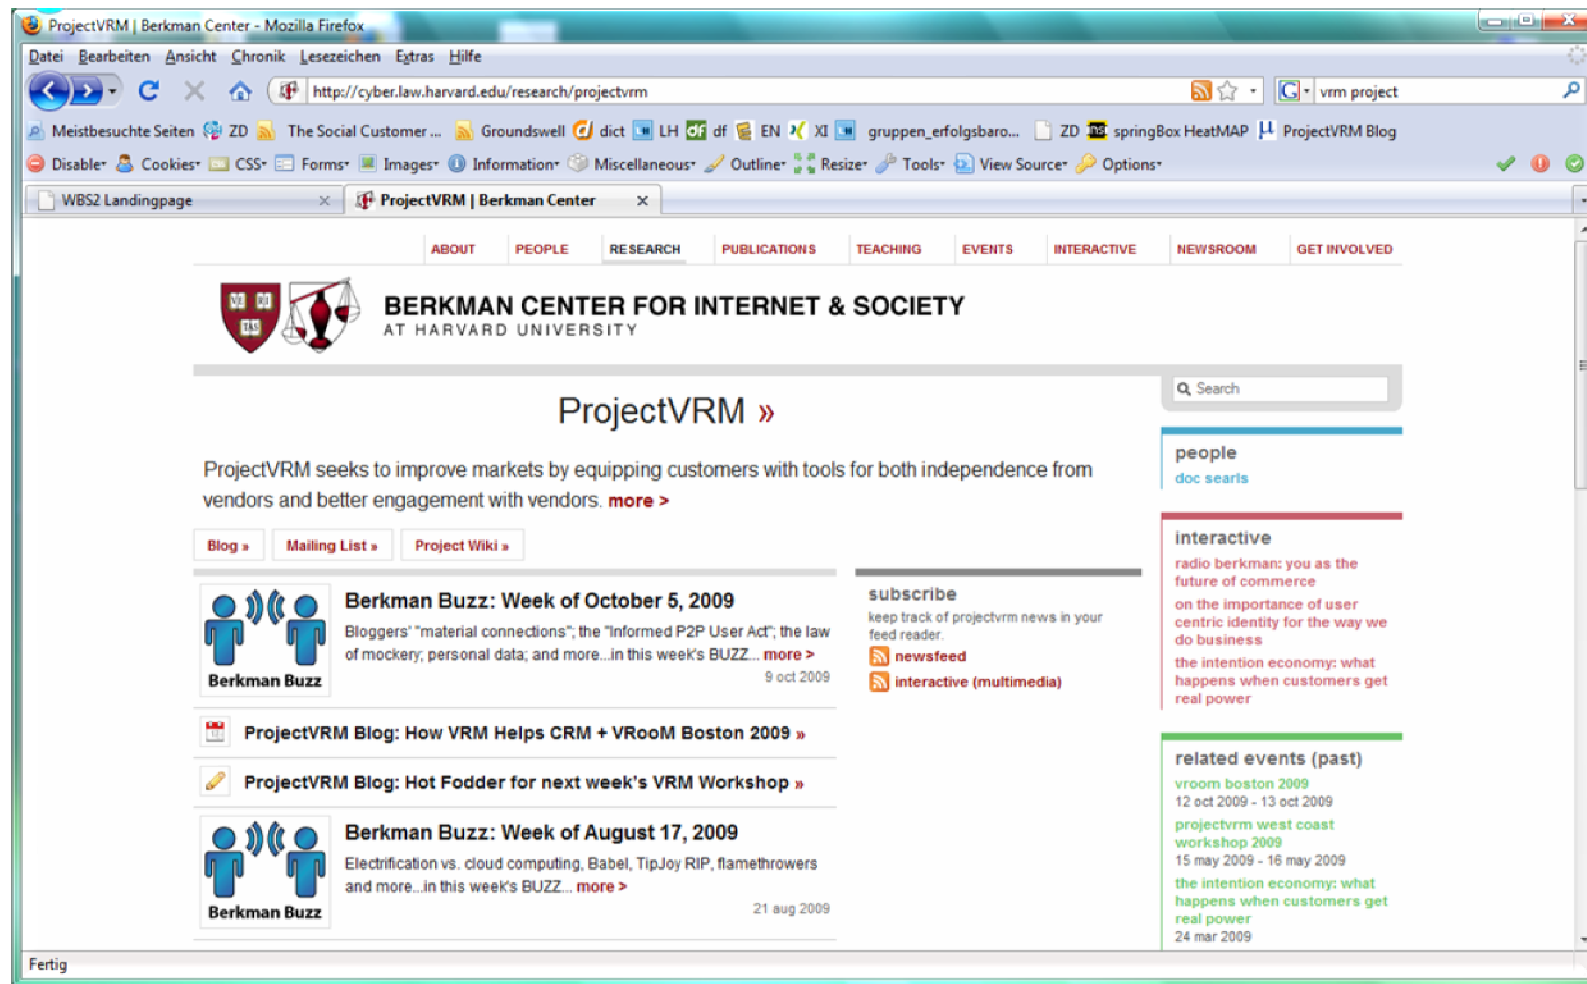 ProjectVRM | Berkman Center - Mozilla Firefox
Datei Bearbeiten Ansicht Chronik Lesezeichen Extras Hilfe
http://cyber.law.harvard.edu/research/projectvrm
vrm project
Meistbesuchte Seiten ZD The Social Customer ... Groundswell dict LH df df EN XI gruppen_erfolgsbaro... ZD springBox HeatMAP ProjectVRM Blog
Disable Cookies CSS Forms Images Information Miscellaneous Outline Resize Tools View Source Options
WBS2 Landingpage
ProjectVRM | Berkman Center
ABOUT PEOPLE RESEARCH PUBLICATIONS TEACHING EVENTS INTERACTIVE NEWSROOM GET INVOLVED
VE RI
TAS
BERKMAN CENTER FOR INTERNET & SOCIETY
AT HARVARD UNIVERSITY
Search
ProjectVRM »
ProjectVRM seeks to improve markets by equipping customers with tools for both independence from
vendors and better engagement with vendors. more >
Blog » Mailing List » Project Wiki »
Berkman Buzz
Berkman Buzz: Week of October 5, 2009
Bloggers' "material connections"; the "Informed P2P User Act"; the law
of mockery; personal data; and more...in this week's BUZZ... more >
9 oct 2009
ProjectVRM Blog: How VRM Helps CRM + VRooM Boston 2009 »
ProjectVRM Blog: Hot Fodder for next week's VRM Workshop »
Berkman Buzz
Berkman Buzz: Week of August 17, 2009
Electrification vs. cloud computing, Babel, TipJoy RIP, flamethrowers
and more...in this week's BUZZ... more >
21 aug 2009
subscribe
keep track of projectvrm news in your
feed reader.
newsfeed
interactive (multimedia)
people
doc searls
interactive
radio berkman: you as the
future of commerce
on the importance of user
centric identity for the way we
do business
the intention economy: what
happens when customers get
real power
related events (past)
vroom boston 2009
12 oct 2009 - 13 oct 2009
projectvrm west coast
workshop 2009
15 may 2009 - 16 may 2009
the intention economy: what
happens when customers get
real power
24 mar 2009
Fertig